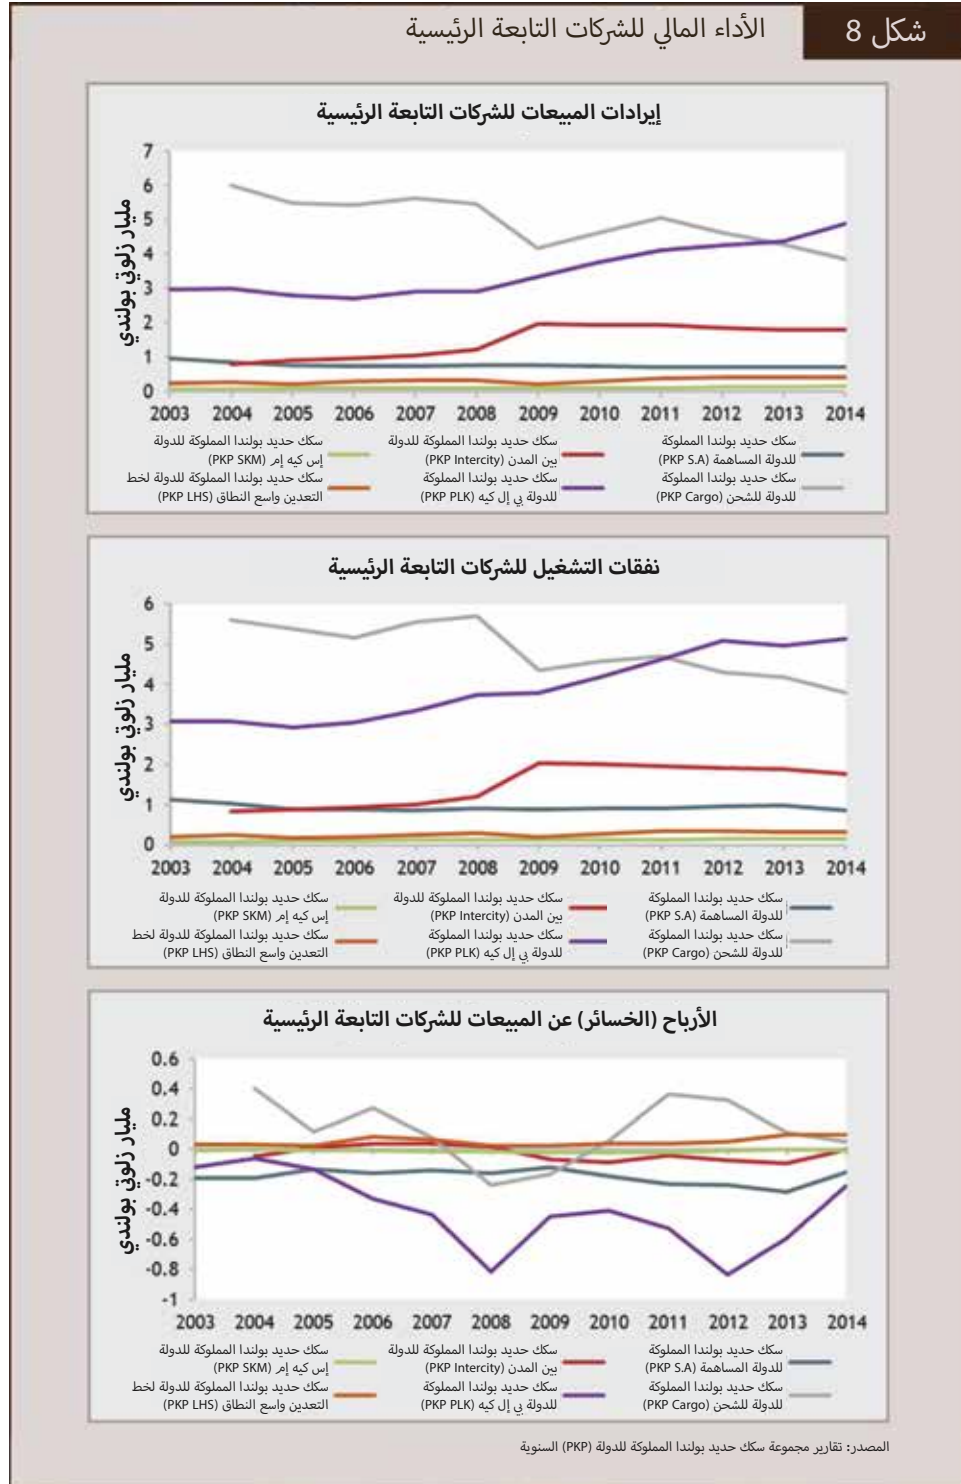 شكل 8
الأداء المالي للشركات التابعة الرئيسية
إيرادات المبيعات للشركات التابعة الرئيسية
مليار زلوتي بولندي
7
6
5
4
3
2
1
0
2003 2004 2005 2006 2007 2008 2009 2010 2011 2012 2013 2014
سكك حديد بولندا المملوكة
للدولة المساهمة (PKP S.A)
سكك حديد بولندا المملوكة للدولة
بين المدن (PKP Intercity)
سكك حديد بولندا المملوكة للدولة
إس كيه إم (PKP SKM)
سكك حديد بولندا المملوكة
للدولة للشحن (PKP Cargo)
سكك حديد بولندا المملوكة
للدولة بي إل كيه (PKP PLK)
سكك حديد بولندا المملوكة للدولة لخط
التعدين واسع النطاق (PKP LHS)
نفقات التشغيل للشركات التابعة الرئيسية
مليار زلوتي بولندي
6
5
4
3
2
1
0
2003 2004 2005 2006 2007 2008 2009 2010 2011 2012 2013 2014
سكك حديد بولندا المملوكة
للدولة المساهمة (PKP S.A)
سكك حديد بولندا المملوكة للدولة
بين المدن (PKP Intercity)
سكك حديد بولندا المملوكة للدولة
إس كيه إم (PKP SKM)
سكك حديد بولندا المملوكة
للدولة للشحن (PKP Cargo)
سكك حديد بولندا المملوكة
للدولة بي إل كيه (PKP PLK)
سكك حديد بولندا المملوكة للدولة لخط
التعدين واسع النطاق (PKP LHS)
الأرباح (الخسائر) عن المبيعات للشركات التابعة الرئيسية
مليار زلوتي بولندي
0.6
0.4
0.2
0
-0.2
-0.4
-0.6
-0.8
-1
2003 2004 2005 2006 2007 2008 2009 2010 2011 2012 2013 2014
سكك حديد بولندا المملوكة
للدولة المساهمة (PKP S.A)
سكك حديد بولندا المملوكة للدولة
بين المدن (PKP Intercity)
سكك حديد بولندا المملوكة للدولة
إس كيه إم (PKP SKM)
سكك حديد بولندا المملوكة
للدولة للشحن (PKP Cargo)
سكك حديد بولندا المملوكة
للدولة بي إل كيه (PKP PLK)
سكك حديد بولندا المملوكة للدولة لخط
التعدين واسع النطاق (PKP LHS)
المصدر: تقارير مجموعة سكك حديد بولندا المملوكة للدولة (PKP) السنوية